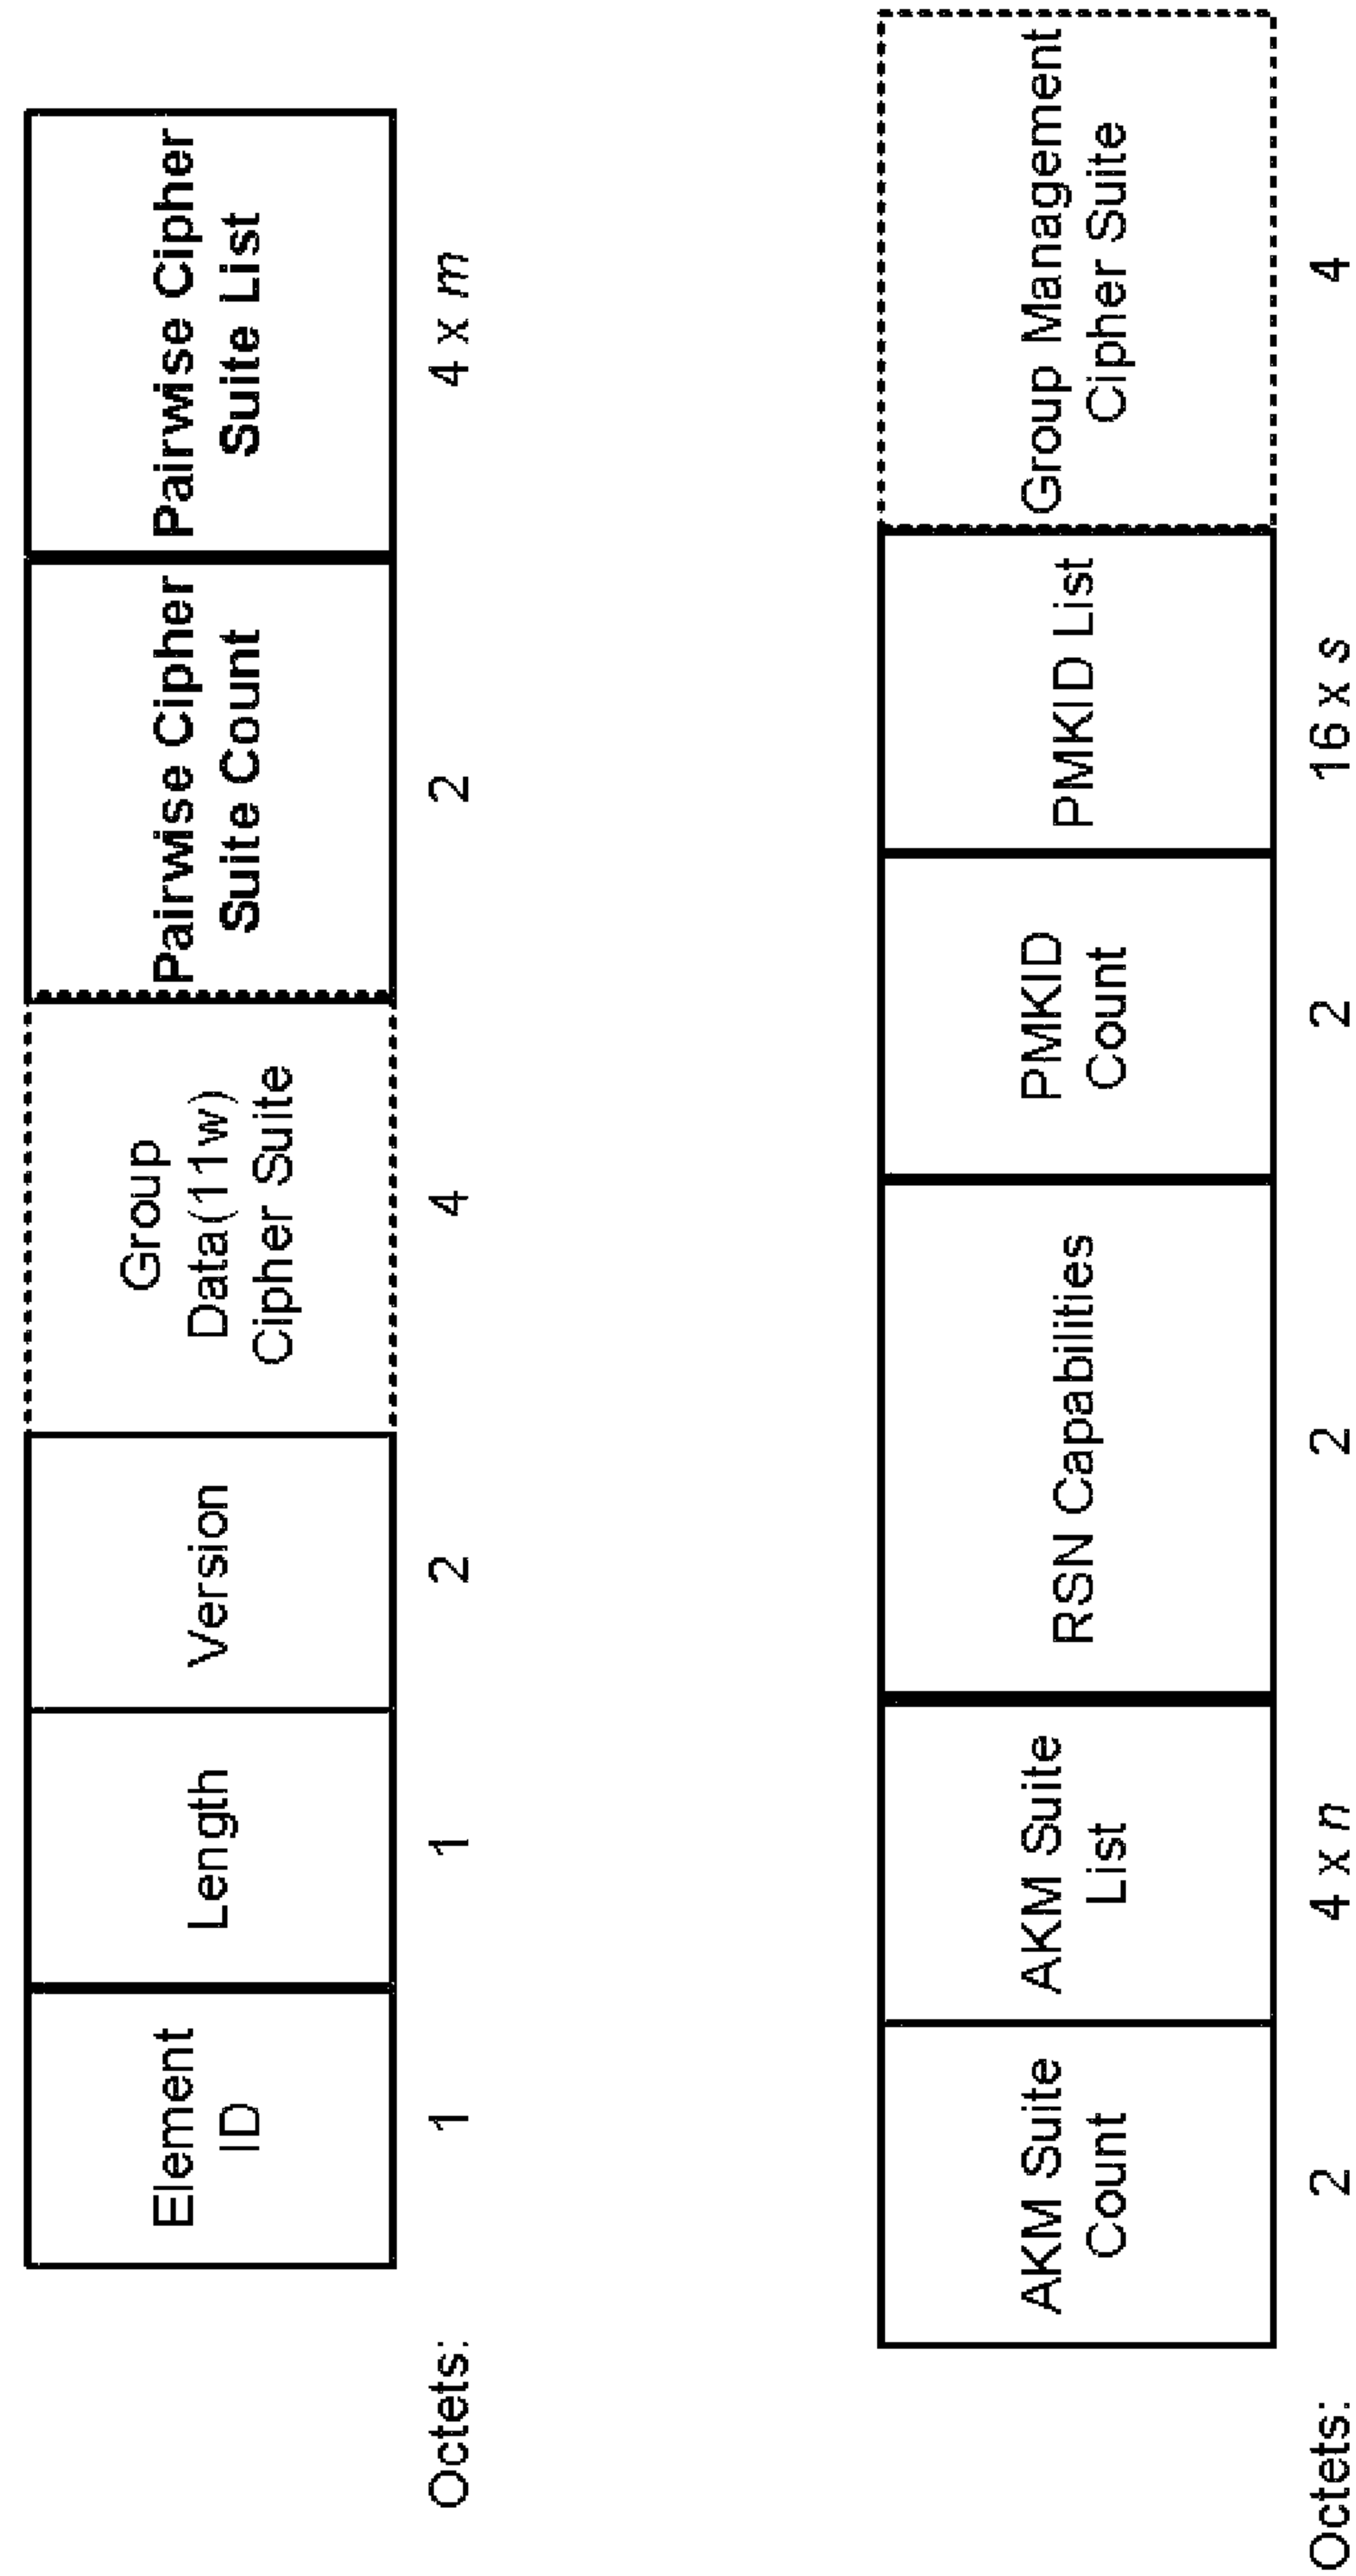 Element
ID
Length
Version
Group
Data(11w)
Cipher Suite
Pairwise Cipher
Suite Count
Pairwise Cipher
Suite List
Octets:
1
1
2
4
2
4 x m
AKM Suite
Count
AKM Suite
List
RSN Capabilities
PMKID
Count
PMKID List
Group Management
Cipher Suite
Octets:
2
4 x n
2
2
16 x s
4